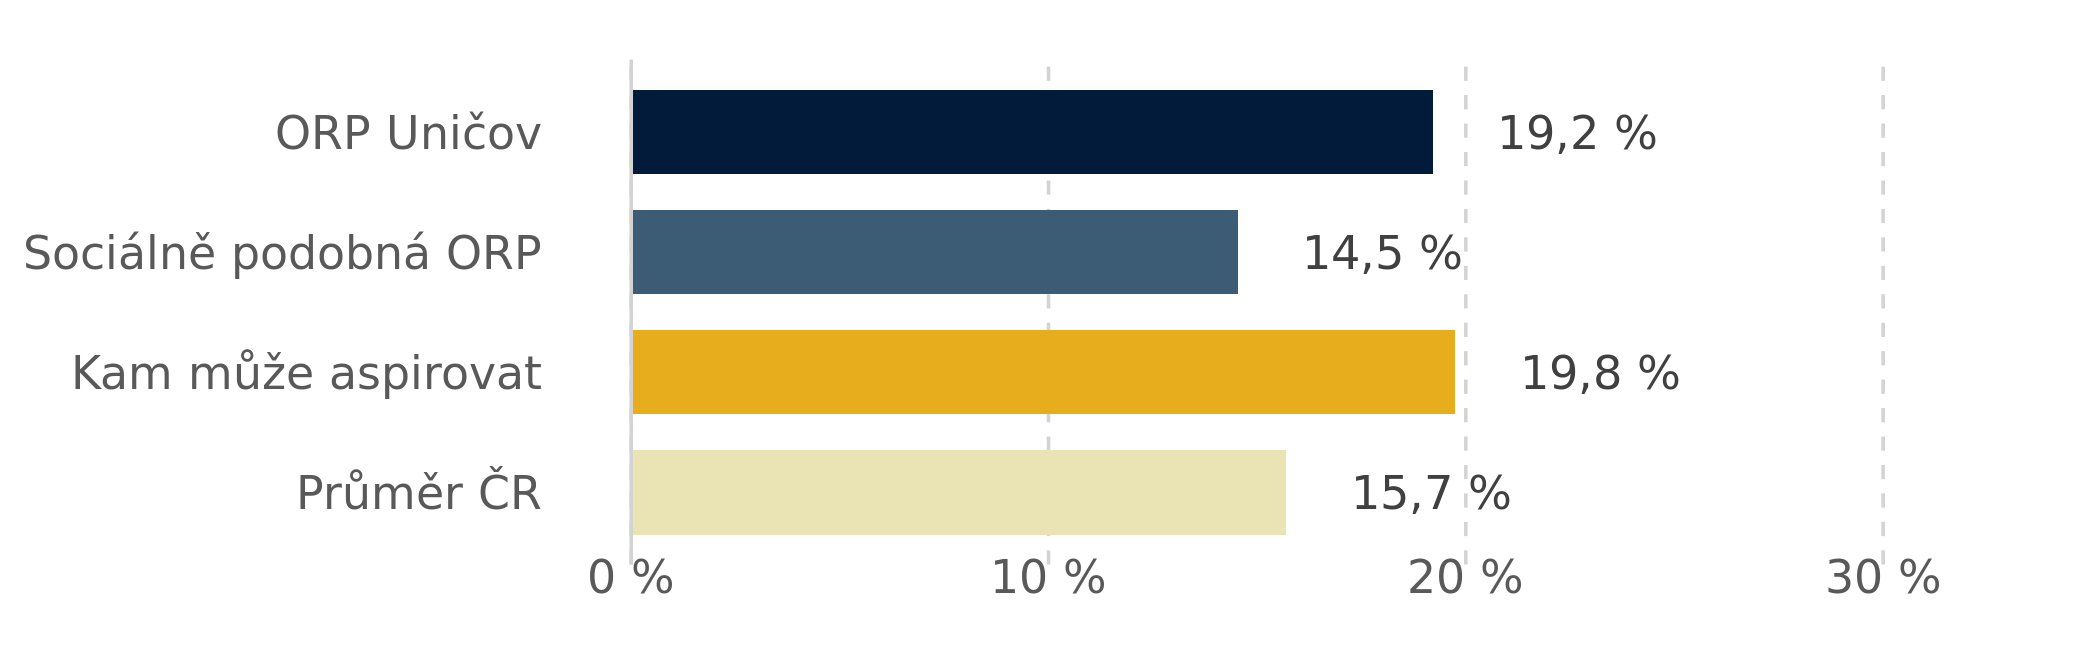 ORP Uničov 19,2 %
Sociálně podobná ORP 14,5 %
Kam může aspirovat 19,8 %
Průměr ČR 15,7 %
0 % 10 % 20 % 30 %